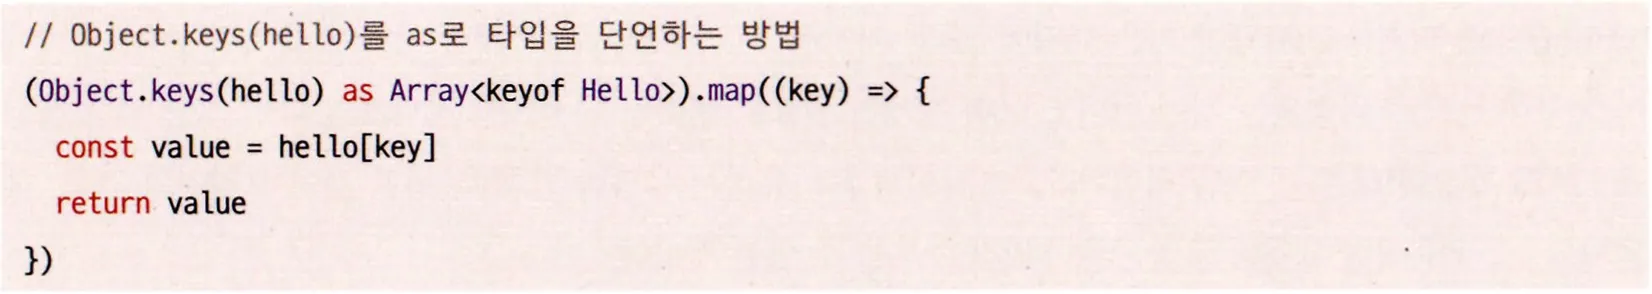 // Object.keys(hello)를 as로 타입을 단언하는 방법
(Object.keys(hello) as Array<keyof Hello>).map((key) => {
  const value = hello[key]
  return value
})